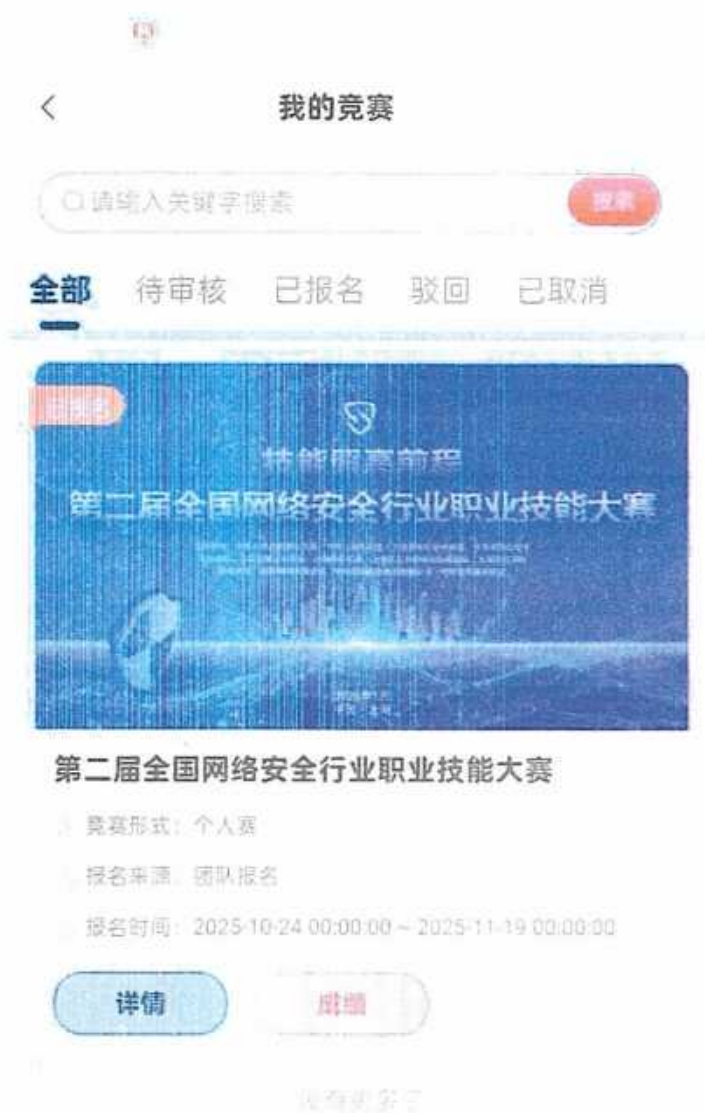 我的竞赛
请输入关键字搜索
搜索
全部 待审核 已报名 驳回 已取消
技能照亮前程
第二届全国网络安全行业职业技能大赛
第二届全国网络安全行业职业技能大赛
竞赛形式：个人赛
报名来源：团队报名
报名时间：2025-10-24 00:00:00 ~ 2025-11-19 00:00:00
详情 成绩
没有更多了